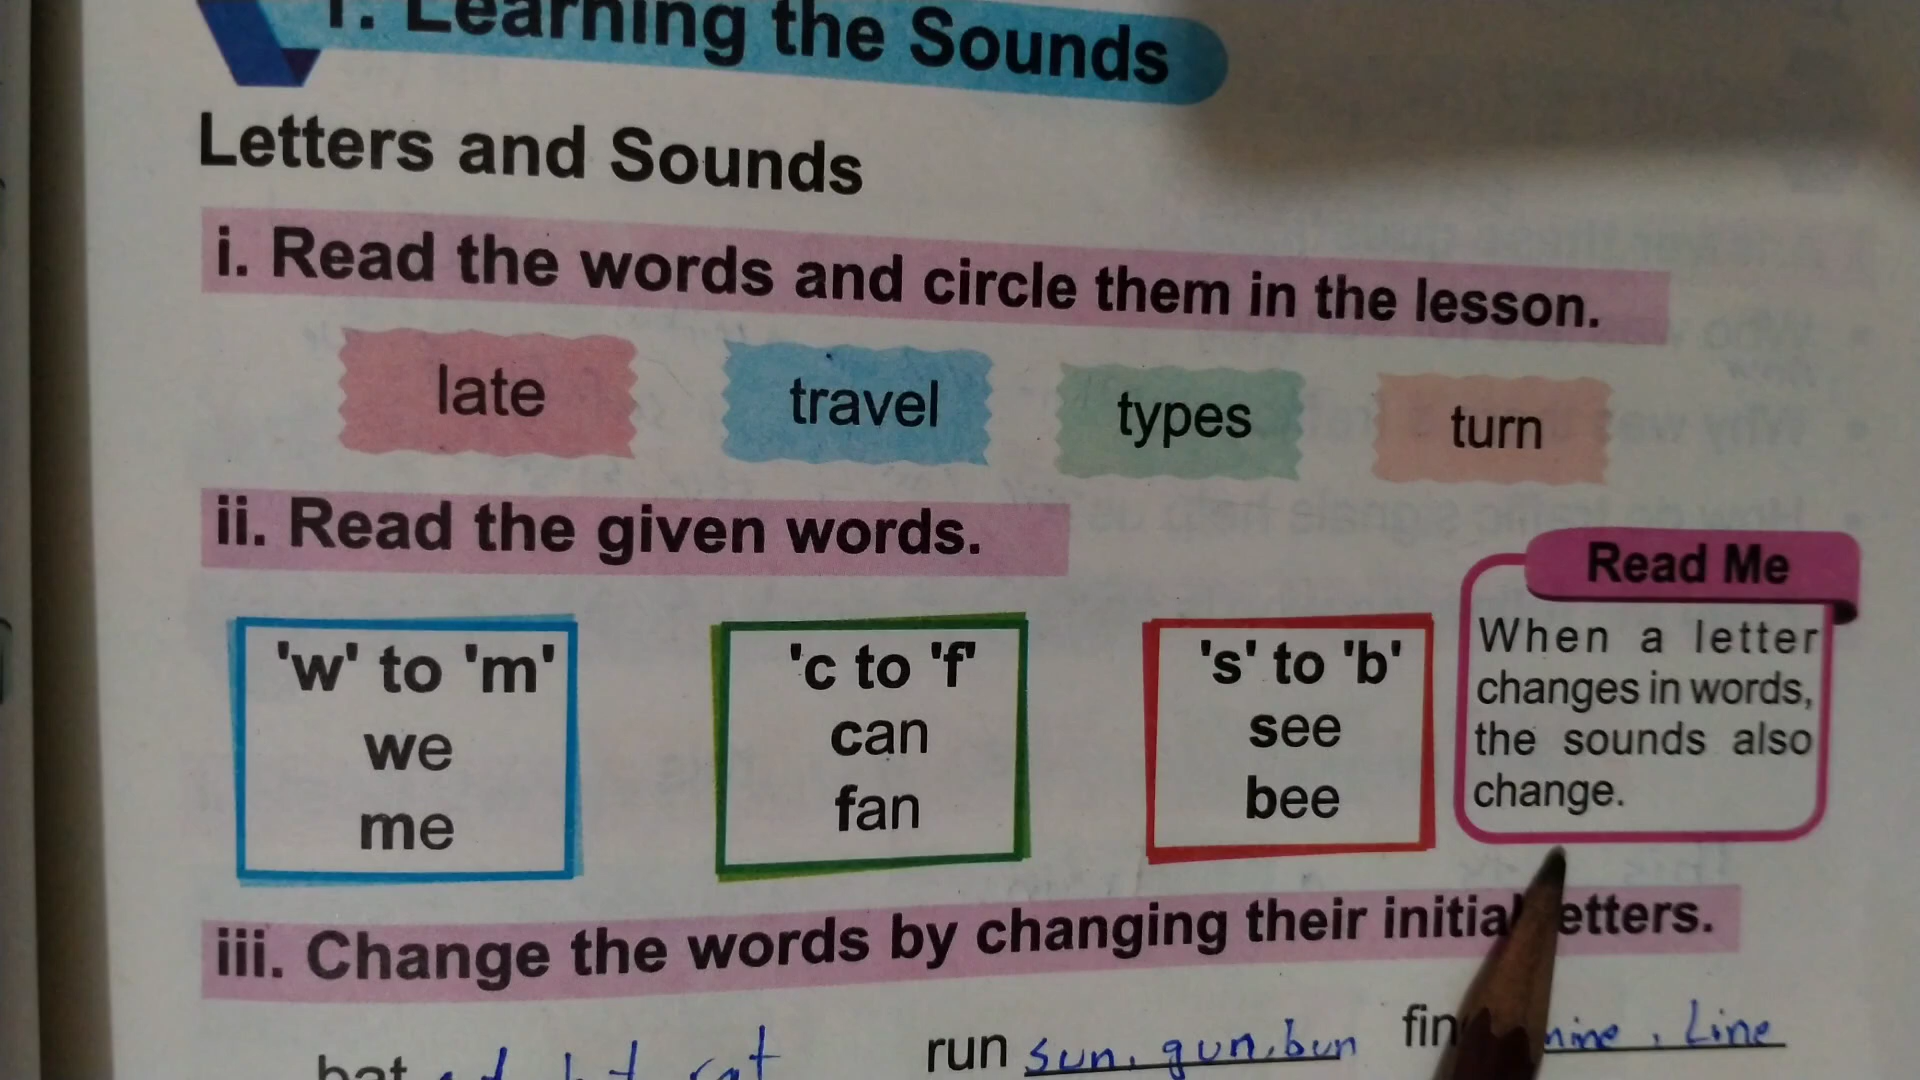 1. Learning the Sounds
Letters and Sounds
i. Read the words and circle them in the lesson.
late travel types turn
ii. Read the given words.
'w' to 'm'
we
me
'c to 'f'
can
fan
's' to 'b'
see
bee
Read Me
When a letter
changes in words,
the sounds also
change.
iii. Change the words by changing their initial letters.
bat
run sun, gun, bun
mine, Line